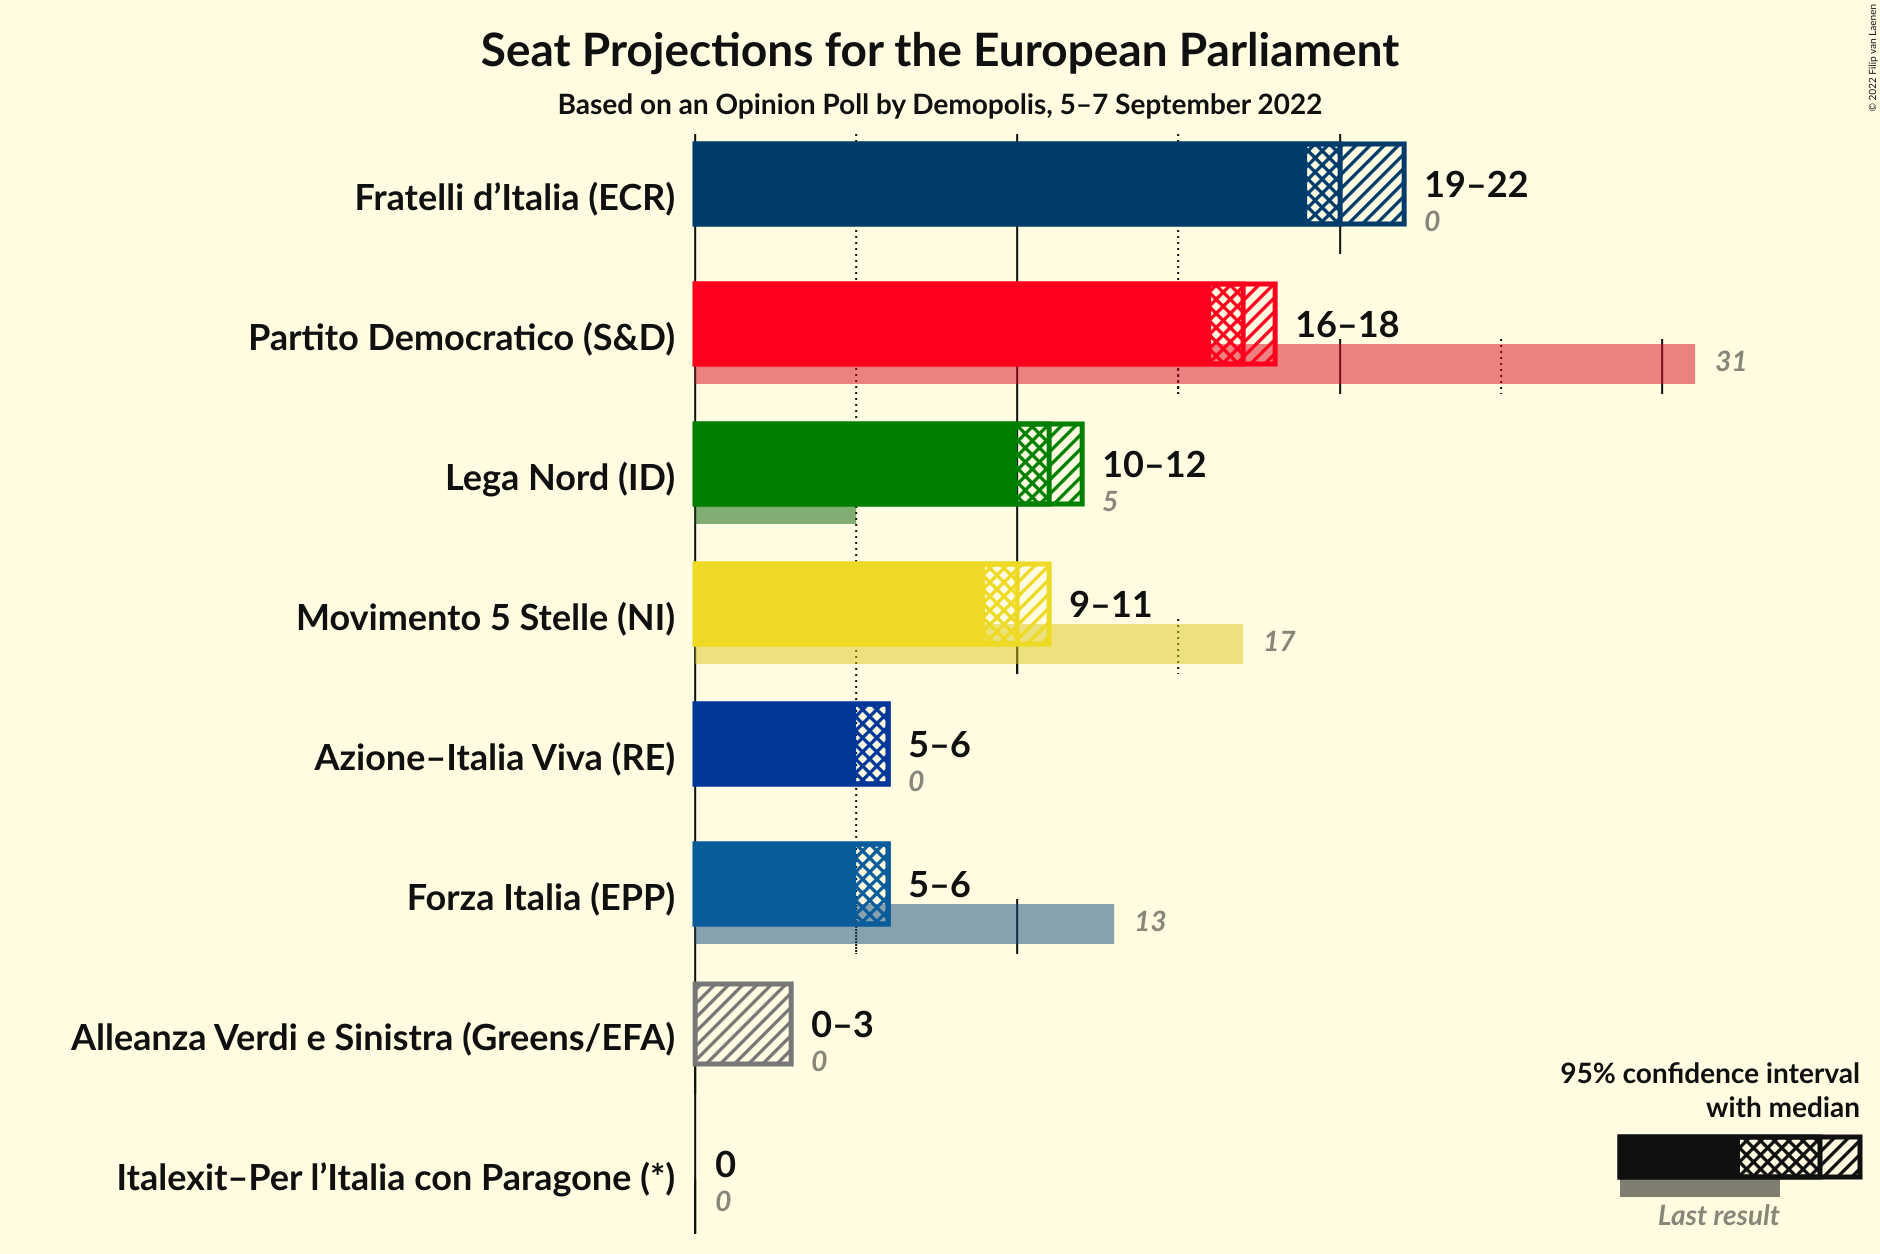 Seat Projections for the European Parliament
Based on an Opinion Poll by Demopolis, 5–7 September 2022
© 2022 Filip van Laenen
Fratelli d’Italia (ECR)
19–22
0
Partito Democratico (S&D)
16–18
31
Lega Nord (ID)
10–12
5
Movimento 5 Stelle (NI)
9–11
17
Azione–Italia Viva (RE)
5–6
0
Forza Italia (EPP)
5–6
13
Alleanza Verdi e Sinistra (Greens/EFA)
0–3
0
Italexit–Per l’Italia con Paragone (*)
0
0
95% confidence interval
with median
Last result